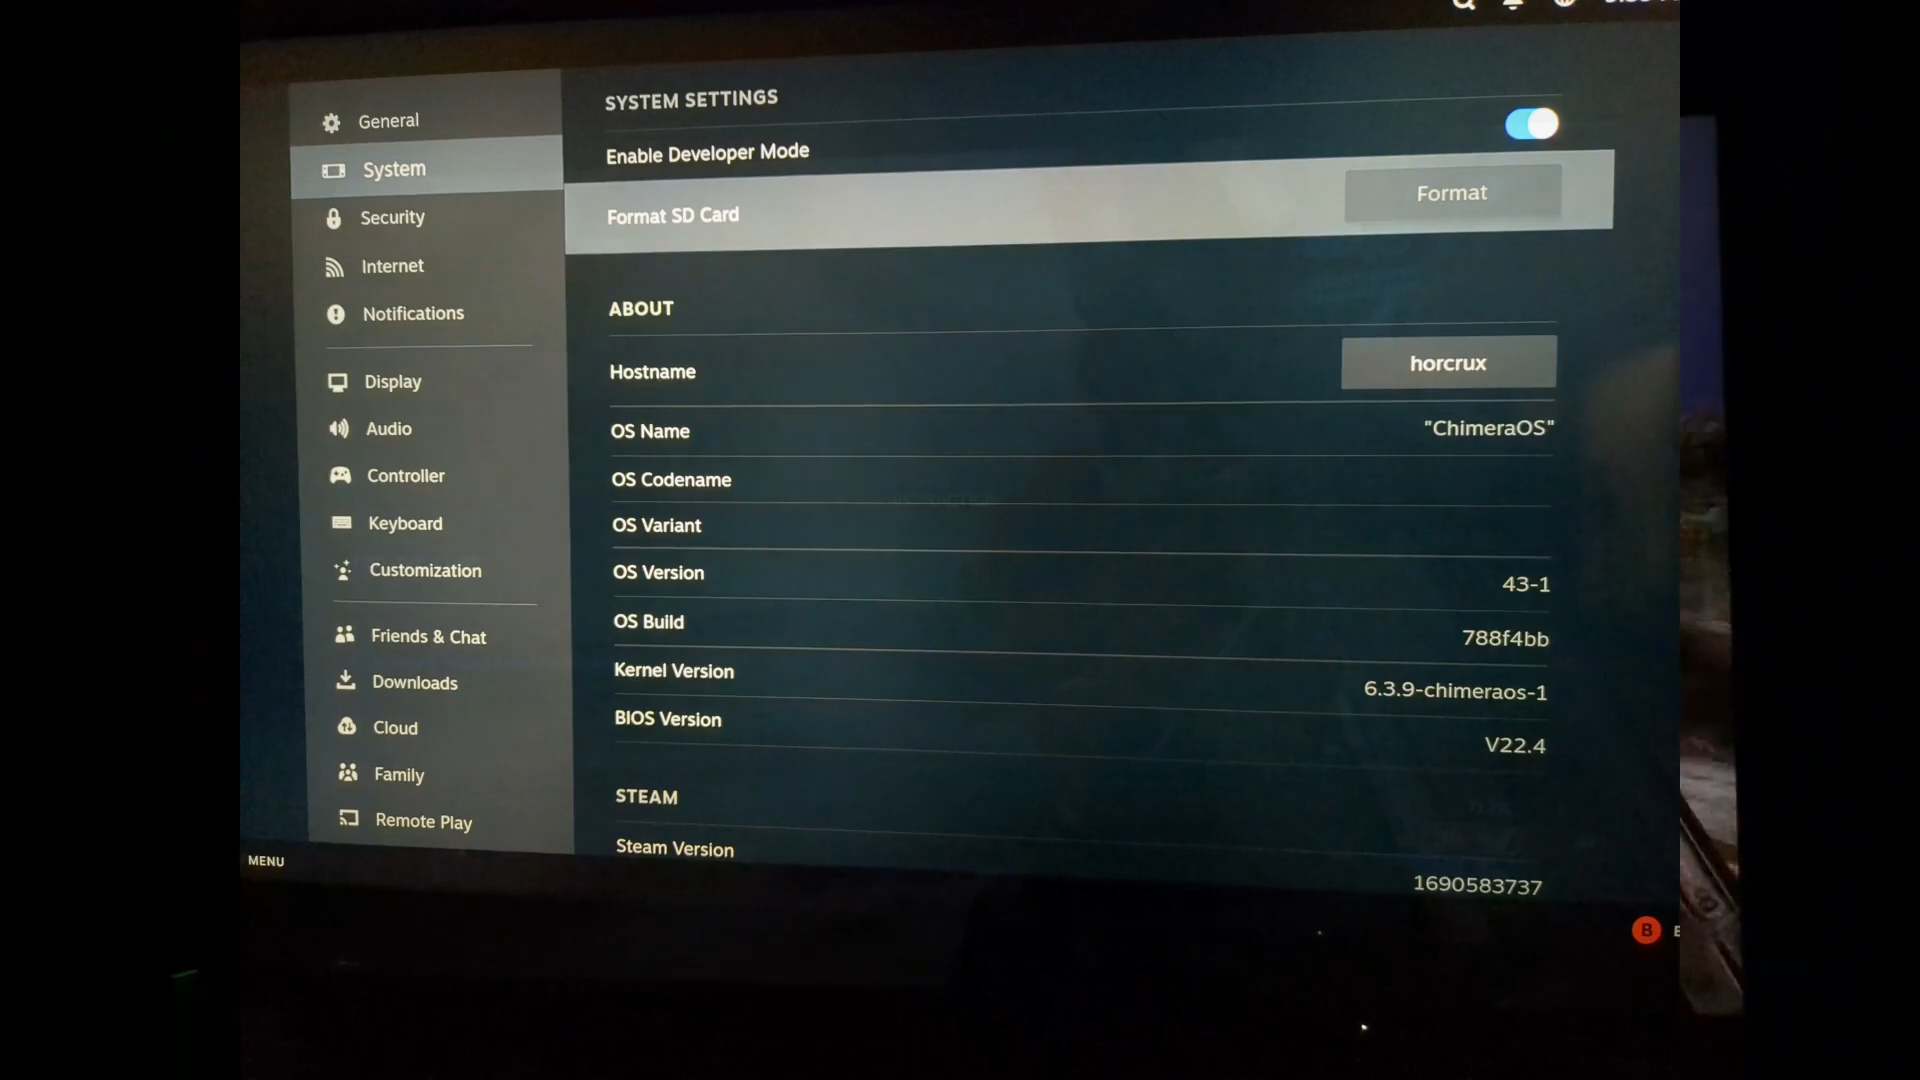 General
System
Security
Internet
Notifications
Display
Audio
Controller
Keyboard
Customization
Friends & Chat
Downloads
Cloud
Family
Remote Play
MENU
SYSTEM SETTINGS
Enable Developer Mode
Format SD Card Format
ABOUT
Hostname horcrux
OS Name "ChimeraOS"
OS Codename
OS Variant
OS Version 43-1
OS Build 788f4bb
Kernel Version 6.3.9-chimeraos-1
BIOS Version V22.4
STEAM
Steam Version 1690583737
B